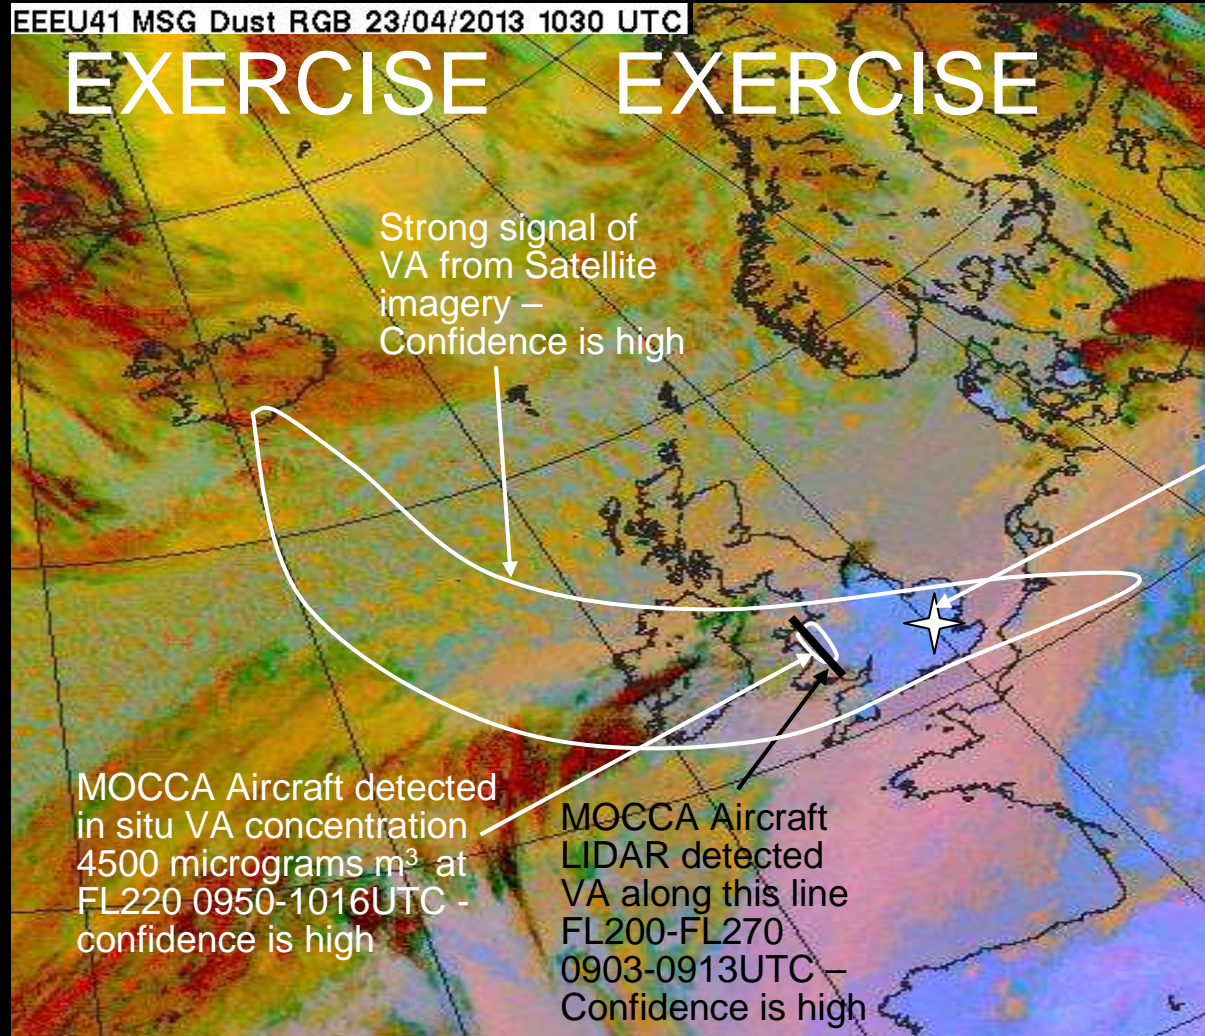 EEEU41 MSG Dust RGB 23/04/2013 1030 UTC
EXERCISE EXERCISE
Strong signal of
VA from Satellite
imagery –
Confidence is high
MOCCA Aircraft detected
in situ VA concentration
4500 micrograms m³ at
FL220 0950-1016UTC -
confidence is high
MOCCA Aircraft
LIDAR detected
VA along this line
FL200-FL270
0903-0913UTC –
Confidence is high